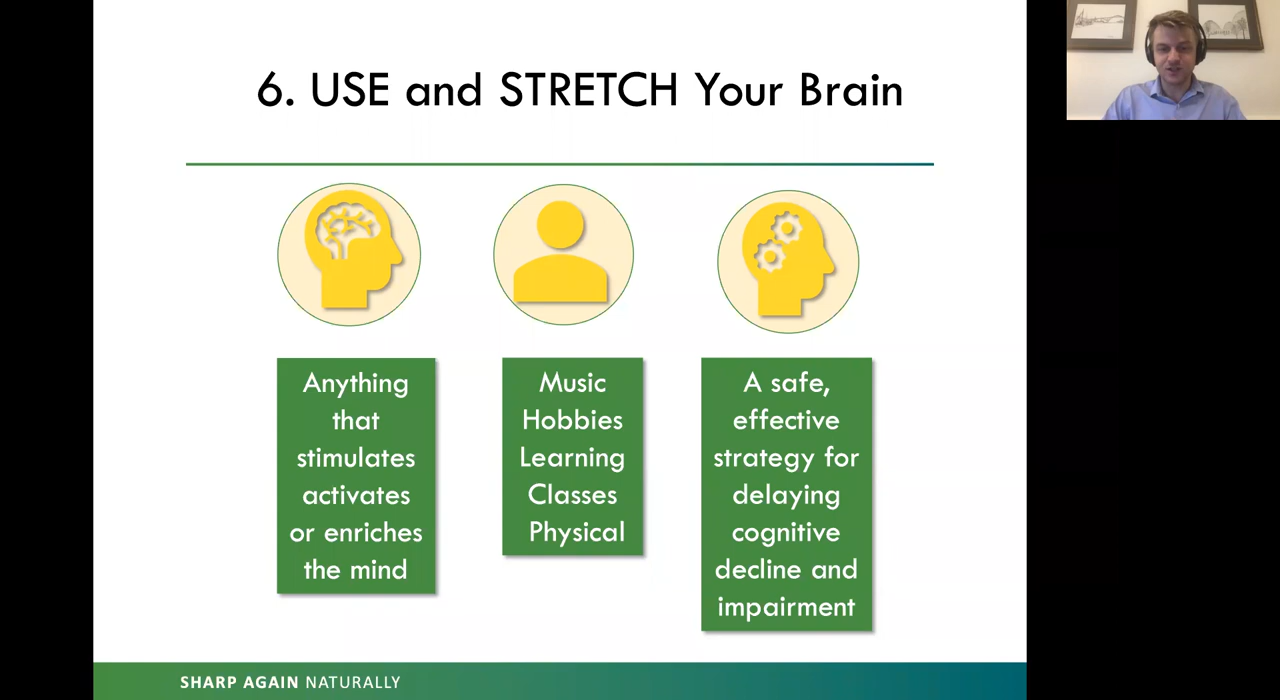 6. USE and STRETCH Your Brain
Anything
that
stimulates
activates
or enriches
the mind
Music
Hobbies
Learning
Classes
Physical
A safe,
effective
strategy for
delaying
cognitive
decline and
impairment
SHARP AGAIN NATURALLY